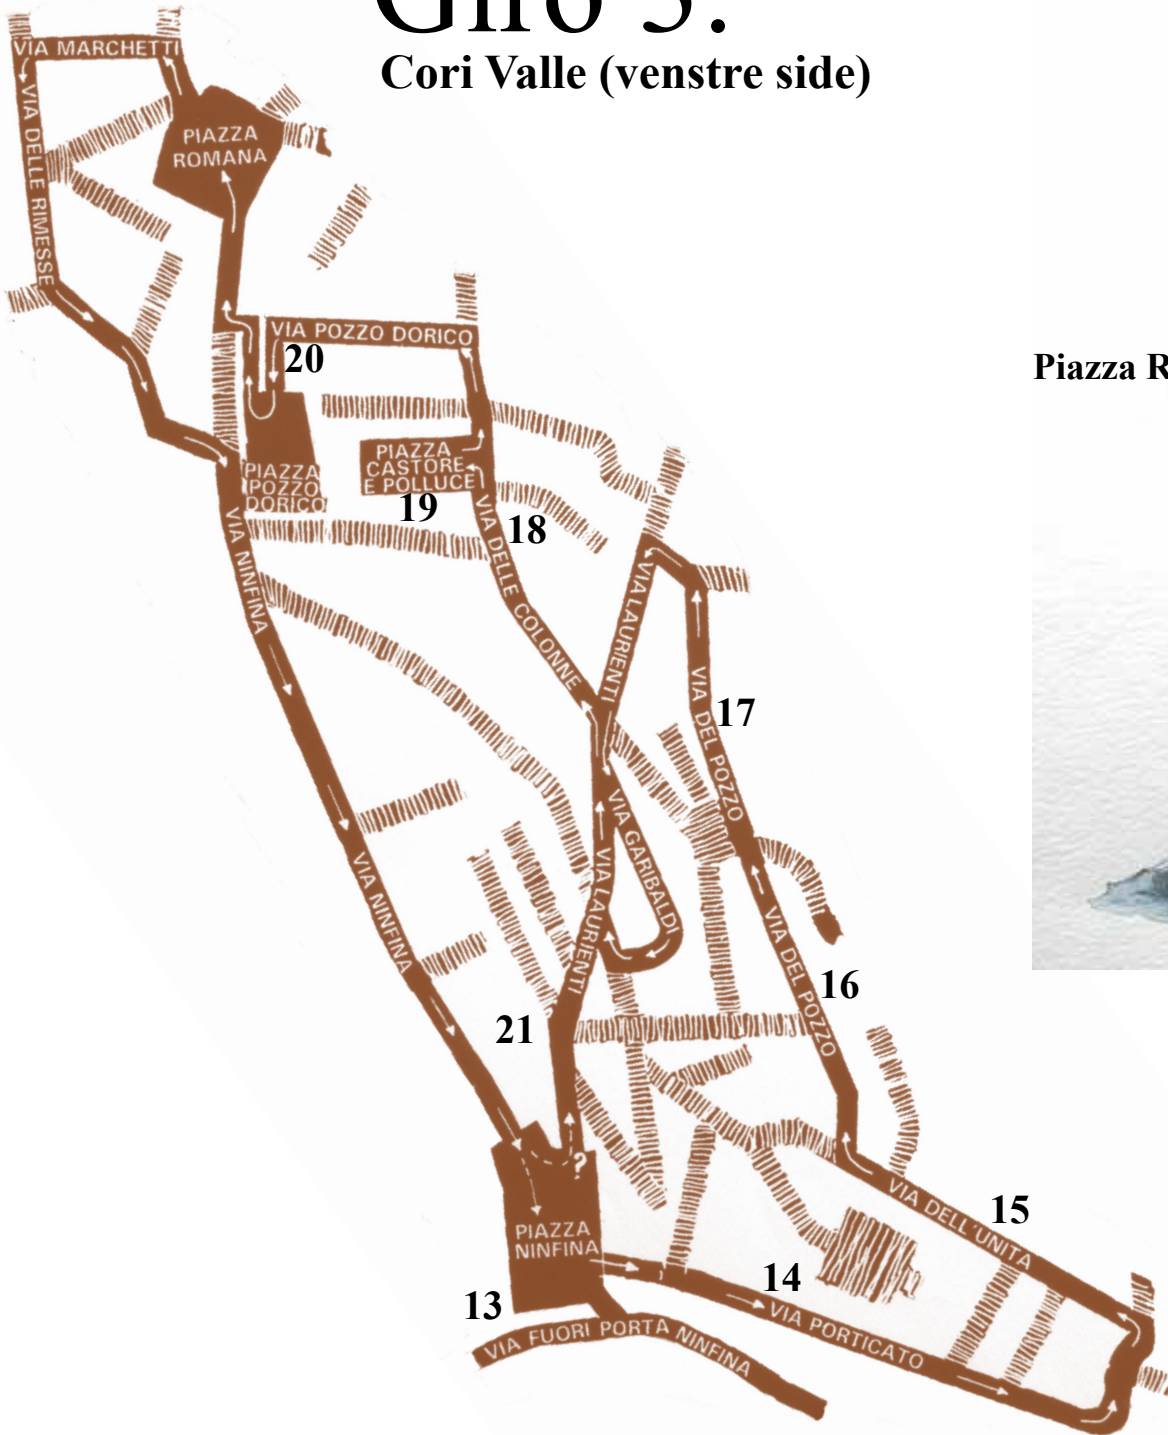 Giro 3:
Cori Valle (venstre side)
VIA MARCHETTI
VIA DELLE RIMESSE
PIAZZA
ROMANA
VIA POZZO DORICO
20
Piazza R
PIAZZA
CASTORE
E POLLUCE
19
PIAZZA
POZZO
DORICO
18
VIA NINFINA
VIA DELLE COLONNE
VIA LAURIENTI
VIA DEL POZZO
17
VIA GARIBALDI
VIA NINFINA
VIA LAURIENTI
VIA DEL POZZO
16
21
?
PIAZZA
NINFINA
VIA DELL'UNITA
15
14
13
VIA PORTICATO
VIA FUORI PORTA NINFINA